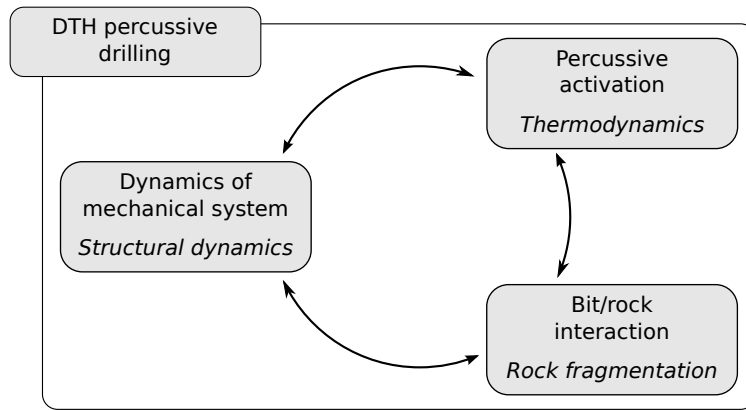 DTH percussive
drilling
Percussive
activation
Thermodynamics
Dynamics of
mechanical system
Structural dynamics
Bit/rock
interaction
Rock fragmentation